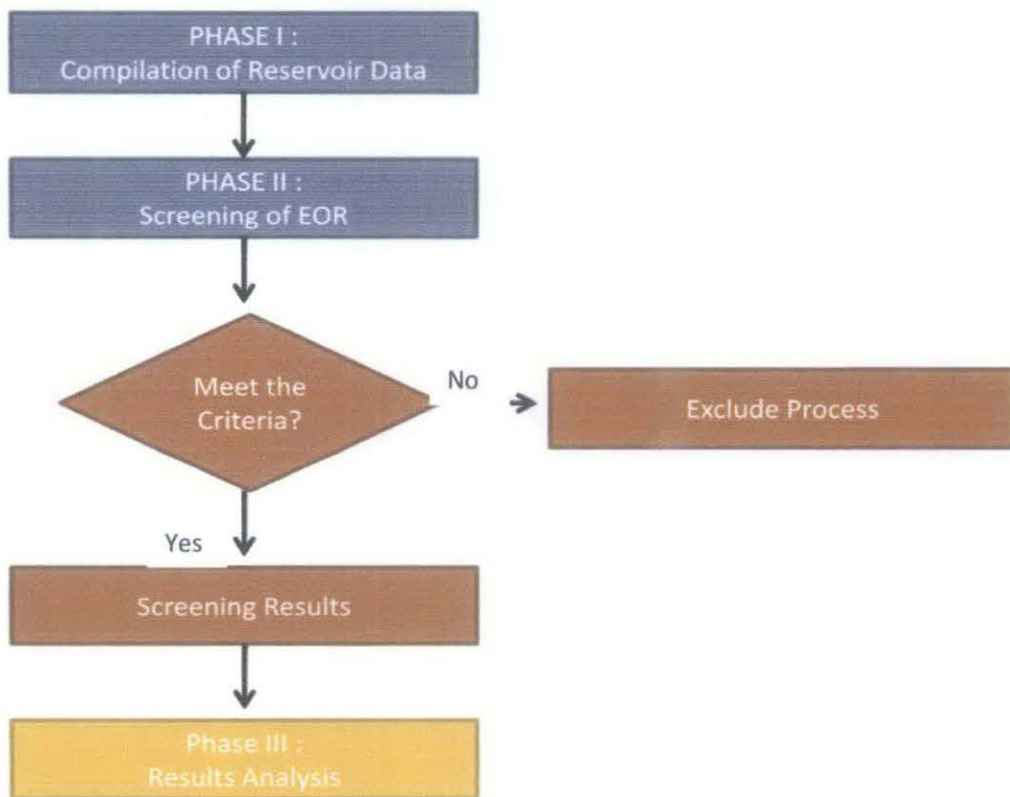 PHASE I :
Compilation of Reservoir Data
PHASE II :
Screening of EOR
Meet the
Criteria?
No
Exclude Process
Yes
Screening Results
Phase III :
Results Analysis